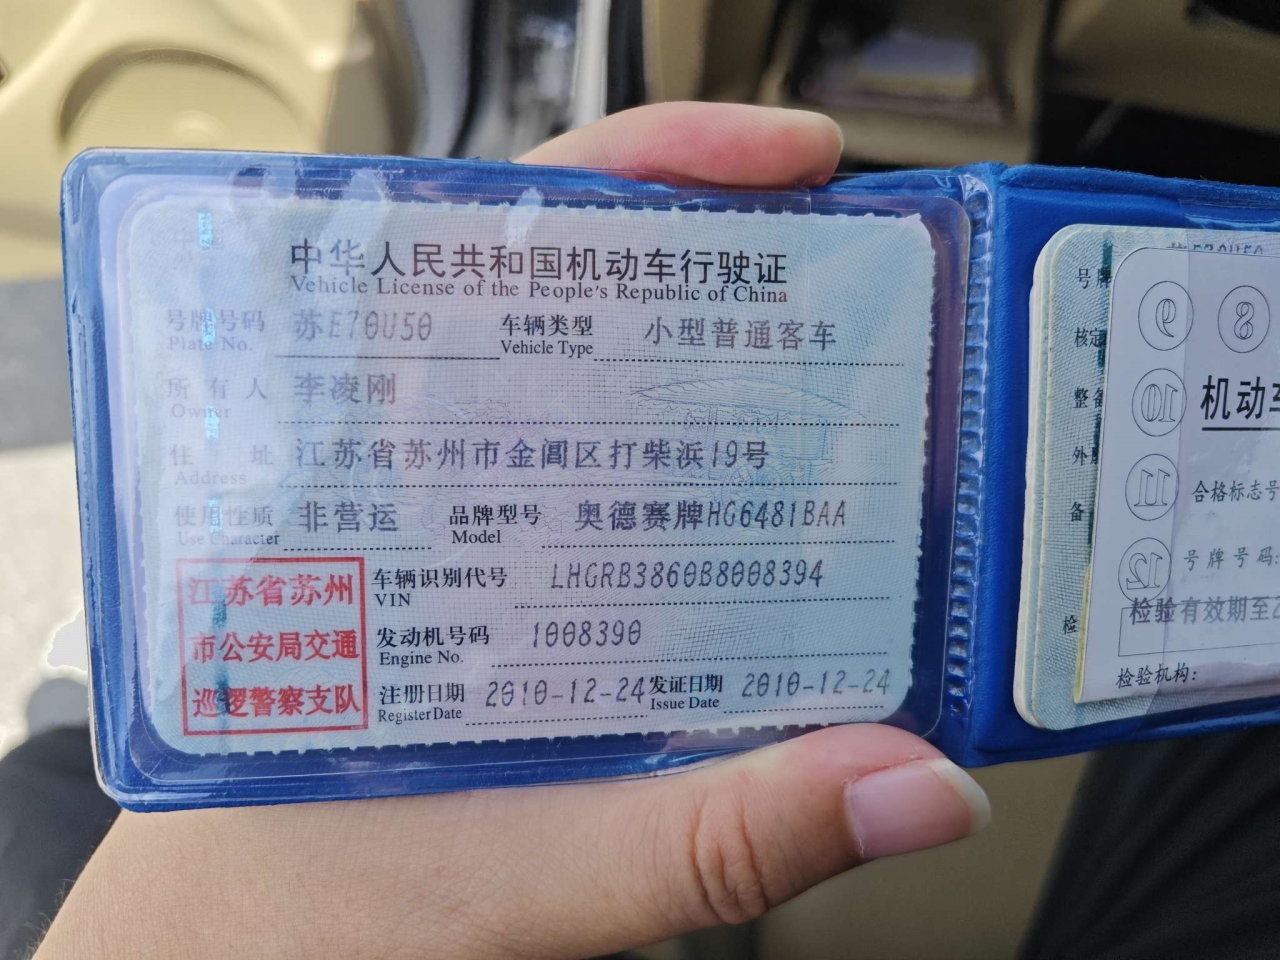 中华人民共和国机动车行驶证
Vehicle License of the People's Republic of China
号牌号码 苏E70U50 车辆类型 小型普通客车
Plate No. Vehicle Type
所有人 李凌刚
Owner
住址 江苏省苏州市金阊区打柴浜19号
Address
使用性质 非营运 品牌型号 奥德赛牌HG6481BAA
Use Character Model
江苏省苏州
市公安局交通
巡逻警察支队
车辆识别代号 LHGRB3860B8008394
VIN
发动机号码 1008390
Engine No.
注册日期 2010-12-24 发证日期 2010-12-24
Register Date Issue Date
号牌
核定
整备
外
备
检
9 8
10
11
12
机动车
合格标志号
号牌号码:
检验有效期至
检验机构: